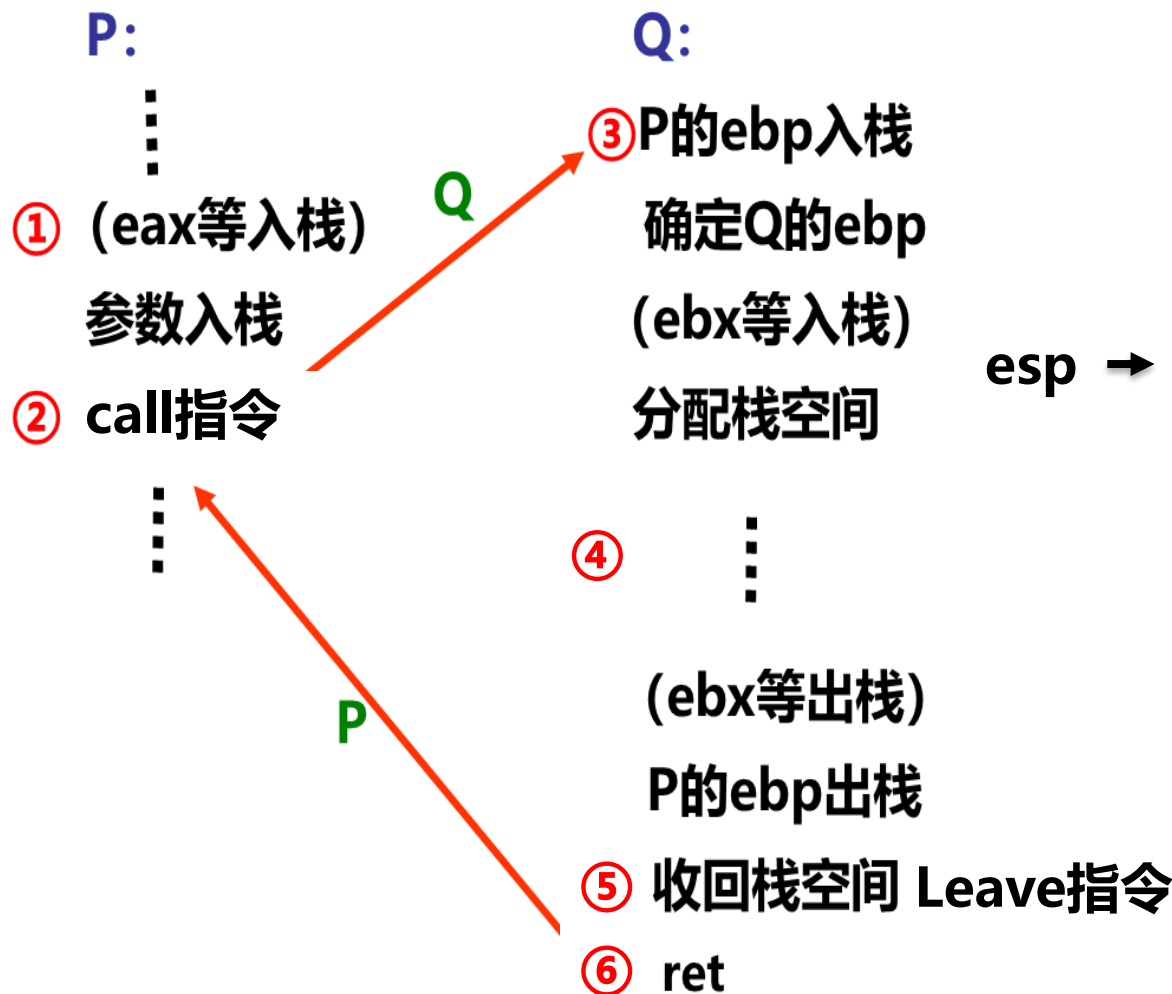 P:
① (eax等入栈)
参数入栈
② call指令
Q
P
Q:
③P的ebp入栈
确定Q的ebp
(ebx等入栈)
分配栈空间
esp →
④
(ebx等出栈)
P的ebp出栈
⑤ 收回栈空间 Leave指令
⑥ ret